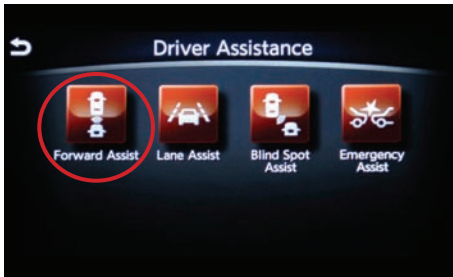 Driver Assistance
Forward Assist
Lane Assist
Blind Spot
Assist
Emergency
Assist